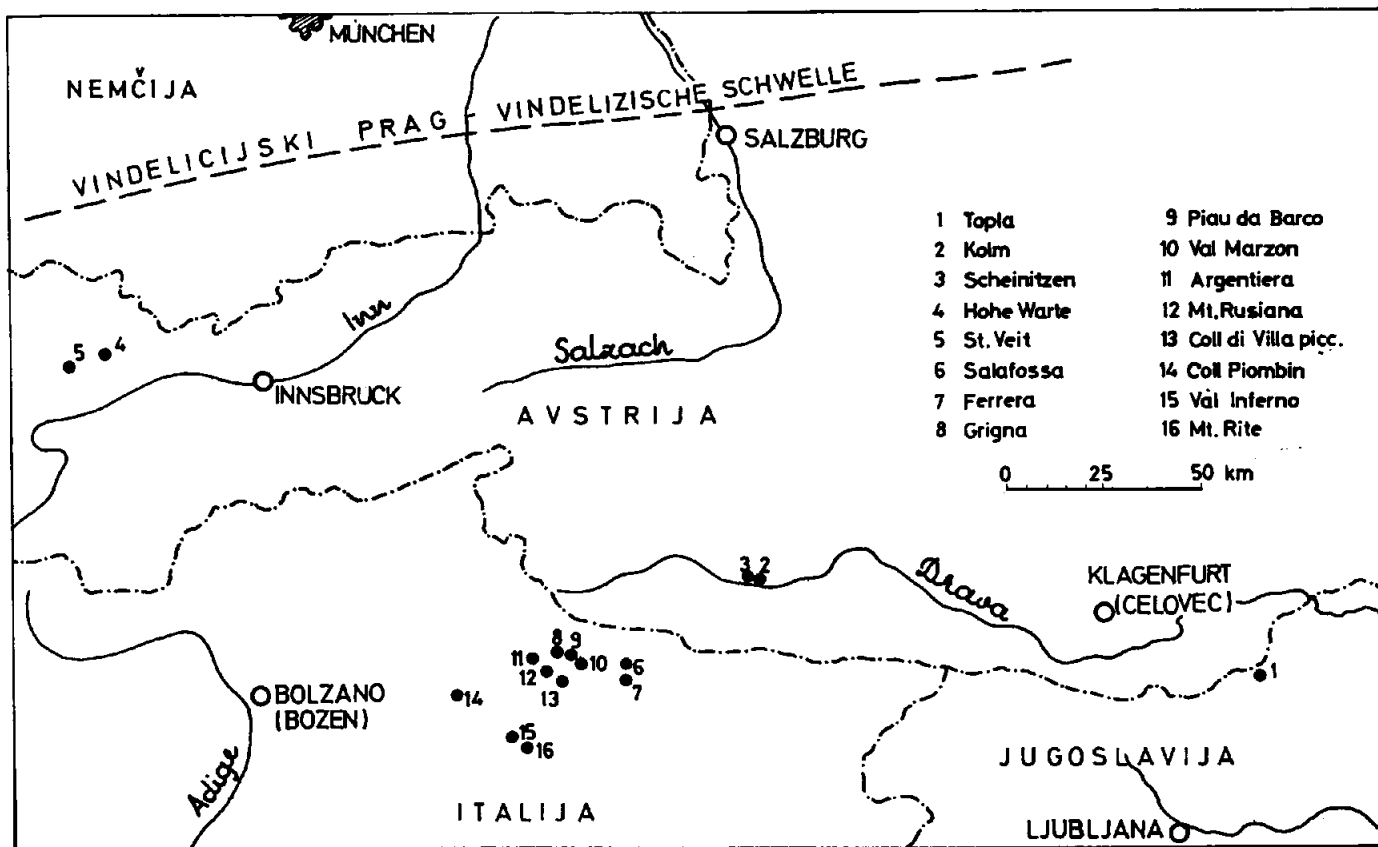 MÜNCHEN
NEMČIJA
VINDELICIJSKI PRAG - VINDELIZISCHE SCHWELLE
SALZBURG
1 Topla
2 Kolm
3 Scheinitzen
4 Hohe Warte
5 St. Veit
6 Salafossa
7 Ferrera
8 Grigna
9 Piau da Barco
10 Val Marzon
11 Argentiera
12 Mt. Rusiana
13 Coll di Villa picc.
14 Coll Piombin
15 Val Inferno
16 Mt. Rite
0 25 50 km
Inn
Salzach
5 4
INNSBRUCK
AVSTRIJA
3 2
Drava
KLAGENFURT
(CELOVEC)
8 9
11 10 6
12
13 7
14
1
BOLZANO
(BOZEN)
15
16
Adige
JUGOSLAVIJA
ITALIJA
LJUBLJANA